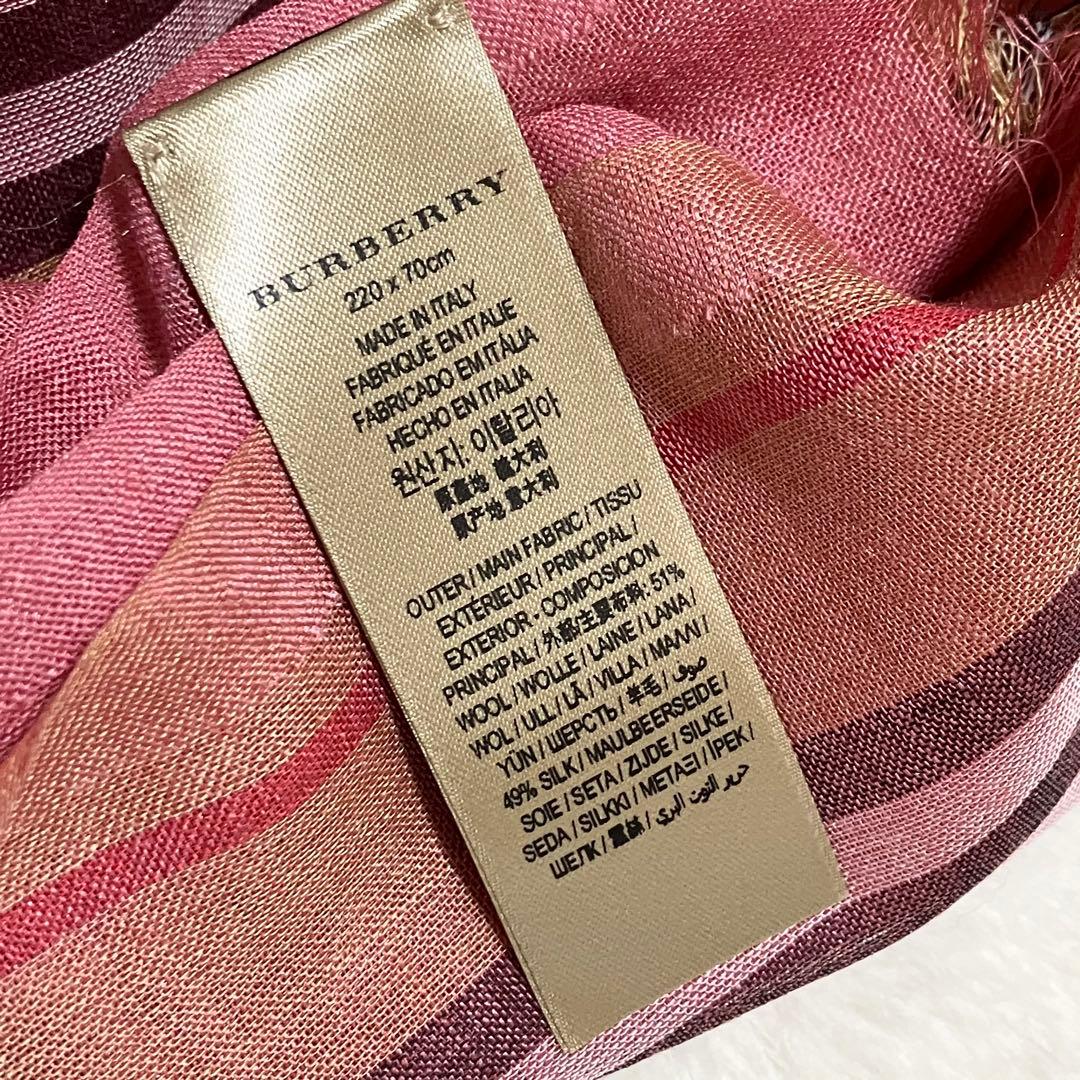 BURBERRY
220 x 70cm
MADE IN ITALY
FABRIQUÉ EN ITALIE
FABRICADO EM ITÁLIA
HECHO EN ITALIA
원산지: 이탈리아
原產地 意大利
原产地 意大利
OUTER / MAIN FABRIC / TISSU
EXTÉRIEUR / PRINCIPAL /
EXTERIOR - COMPOSICION
PRINCIPAL / 外部/主要布料: 51%
WOOL / WOLLE / LAINE / LANA /
WOL / ULL / LÃ / VILLA / ΜΑΛΛΙ /
YÜN / ШЕРСТЬ / 羊毛 / صوف
49% SILK / MAULBEERSEIDE /
SOIE / SETA / ZIJDE / SILKE /
SEDA / SILKKI / ΜΕΤΑΞΙ / İPEK /
ШЕЛК / 蠶絲 / حرير التوت البري